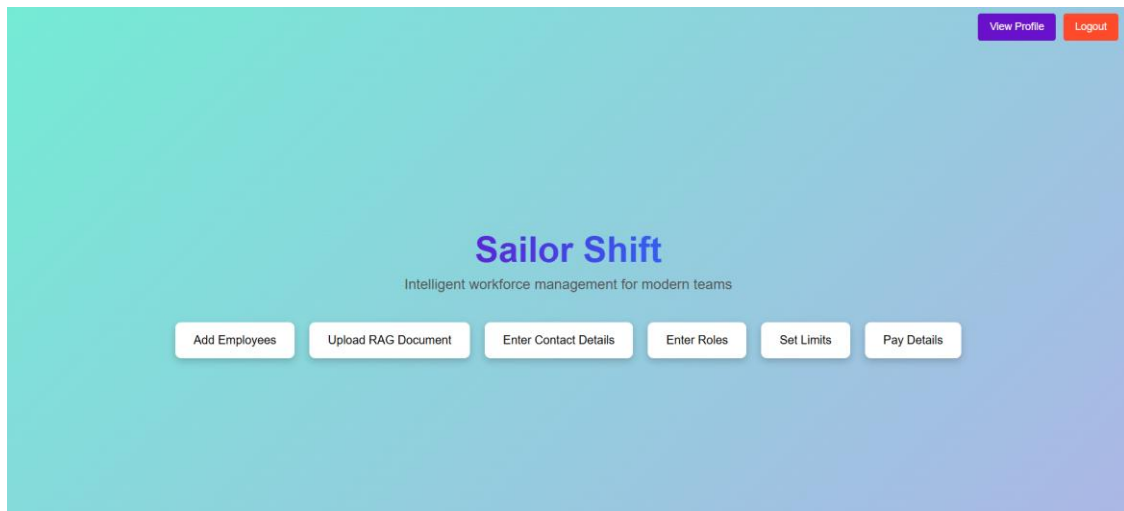 View Profile Logout
Sailor Shift
Intelligent workforce management for modern teams
Add Employees Upload RAG Document Enter Contact Details Enter Roles Set Limits Pay Details